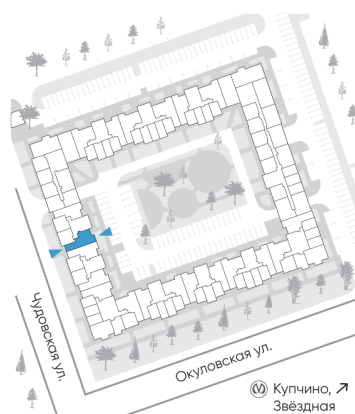 Чудовская ул.
Окуловская ул.
Купчино, ↗
Звёздная